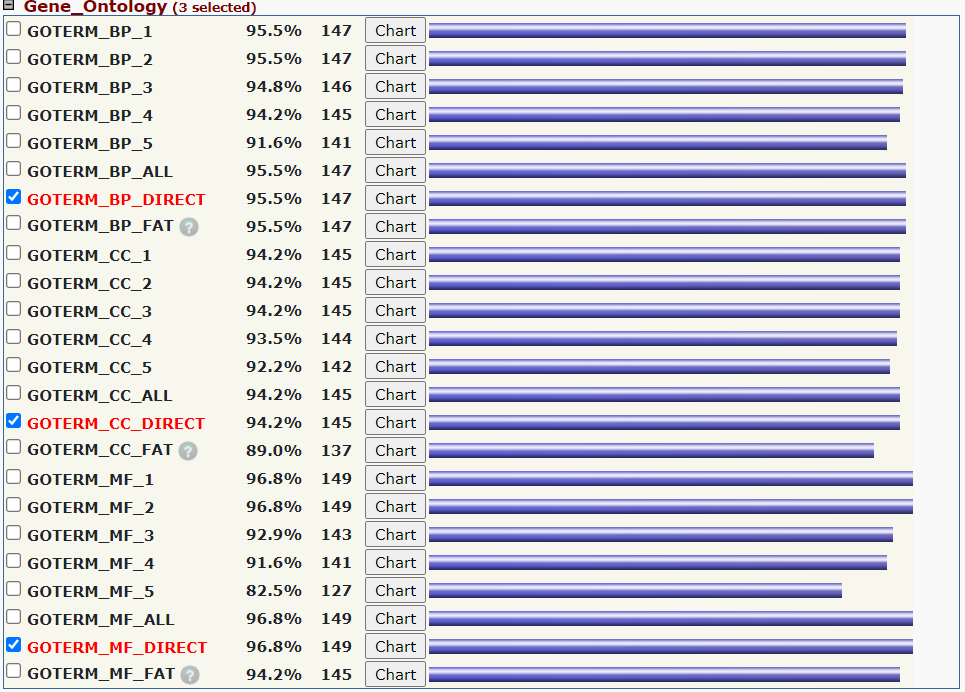 Gene_Ontology (3 selected)
GOTERM_BP_1 95.5% 147 Chart
GOTERM_BP_2 95.5% 147 Chart
GOTERM_BP_3 94.8% 146 Chart
GOTERM_BP_4 94.2% 145 Chart
GOTERM_BP_5 91.6% 141 Chart
GOTERM_BP_ALL 95.5% 147 Chart
GOTERM_BP_DIRECT 95.5% 147 Chart
GOTERM_BP_FAT ? 95.5% 147 Chart
GOTERM_CC_1 94.2% 145 Chart
GOTERM_CC_2 94.2% 145 Chart
GOTERM_CC_3 94.2% 145 Chart
GOTERM_CC_4 93.5% 144 Chart
GOTERM_CC_5 92.2% 142 Chart
GOTERM_CC_ALL 94.2% 145 Chart
GOTERM_CC_DIRECT 94.2% 145 Chart
GOTERM_CC_FAT ? 89.0% 137 Chart
GOTERM_MF_1 96.8% 149 Chart
GOTERM_MF_2 96.8% 149 Chart
GOTERM_MF_3 92.9% 143 Chart
GOTERM_MF_4 91.6% 141 Chart
GOTERM_MF_5 82.5% 127 Chart
GOTERM_MF_ALL 96.8% 149 Chart
GOTERM_MF_DIRECT 96.8% 149 Chart
GOTERM_MF_FAT ? 94.2% 145 Chart